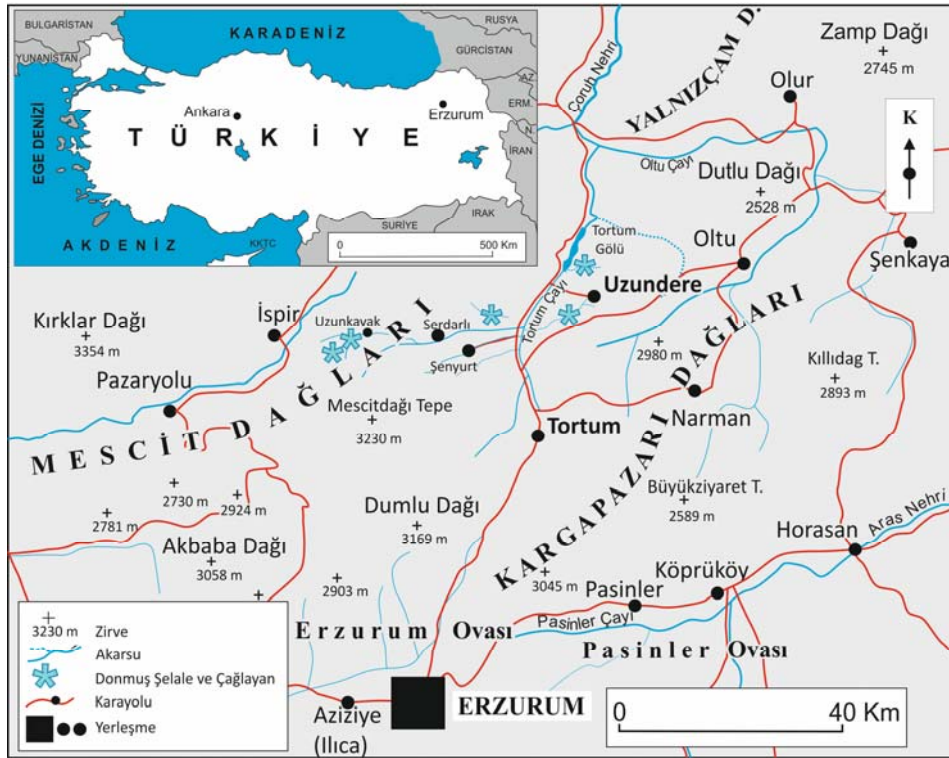 BULGARİSTAN
KARADENİZ
RUSYA
GÜRCİSTAN
YUNANİSTAN
AZ.
ERM.
N.
İRAN
Ankara
Erzurum
TÜRKİYE
EGE DENİZİ
AKDENİZ
KKTC
SURİYE
IRAK
0 500 Km
Çoruh Nehri
YALNIZÇAM D.
Zamp Dağı
2745 m
Olur
K
Oltu Çayı
Dutlu Dağı
2528 m
Tortum
Gölü
Oltu
Şenkaya
Uzundere
Tortum Çayı
Kırklar Dağı
3354 m
İspir
Uzunkavak
Serdarlı
Şenyurt
Pazaryolu
MESCİT DAĞLARI
Mescitdağı Tepe
3230 m
2980 m
Kıllıdag T.
2893 m
Narman
KARGAPAZARI DAĞLARI
Tortum
2730 m
2924 m
2781 m
Büyükziyaret T.
2589 m
Dumlu Dağı
3169 m
Akbaba Dağı
3058 m
2903 m
3045 m
Horasan
Aras Nehri
Köprüköy
Pasinler
Pasinler Çayı
Erzurum Ovası
Pasinler Ovası
Aziziye
(Ilıca)
ERZURUM
0 40 Km
3230 m Zirve
Akarsu
Donmuş Şelale ve Çağlayan
Karayolu
Yerleşme